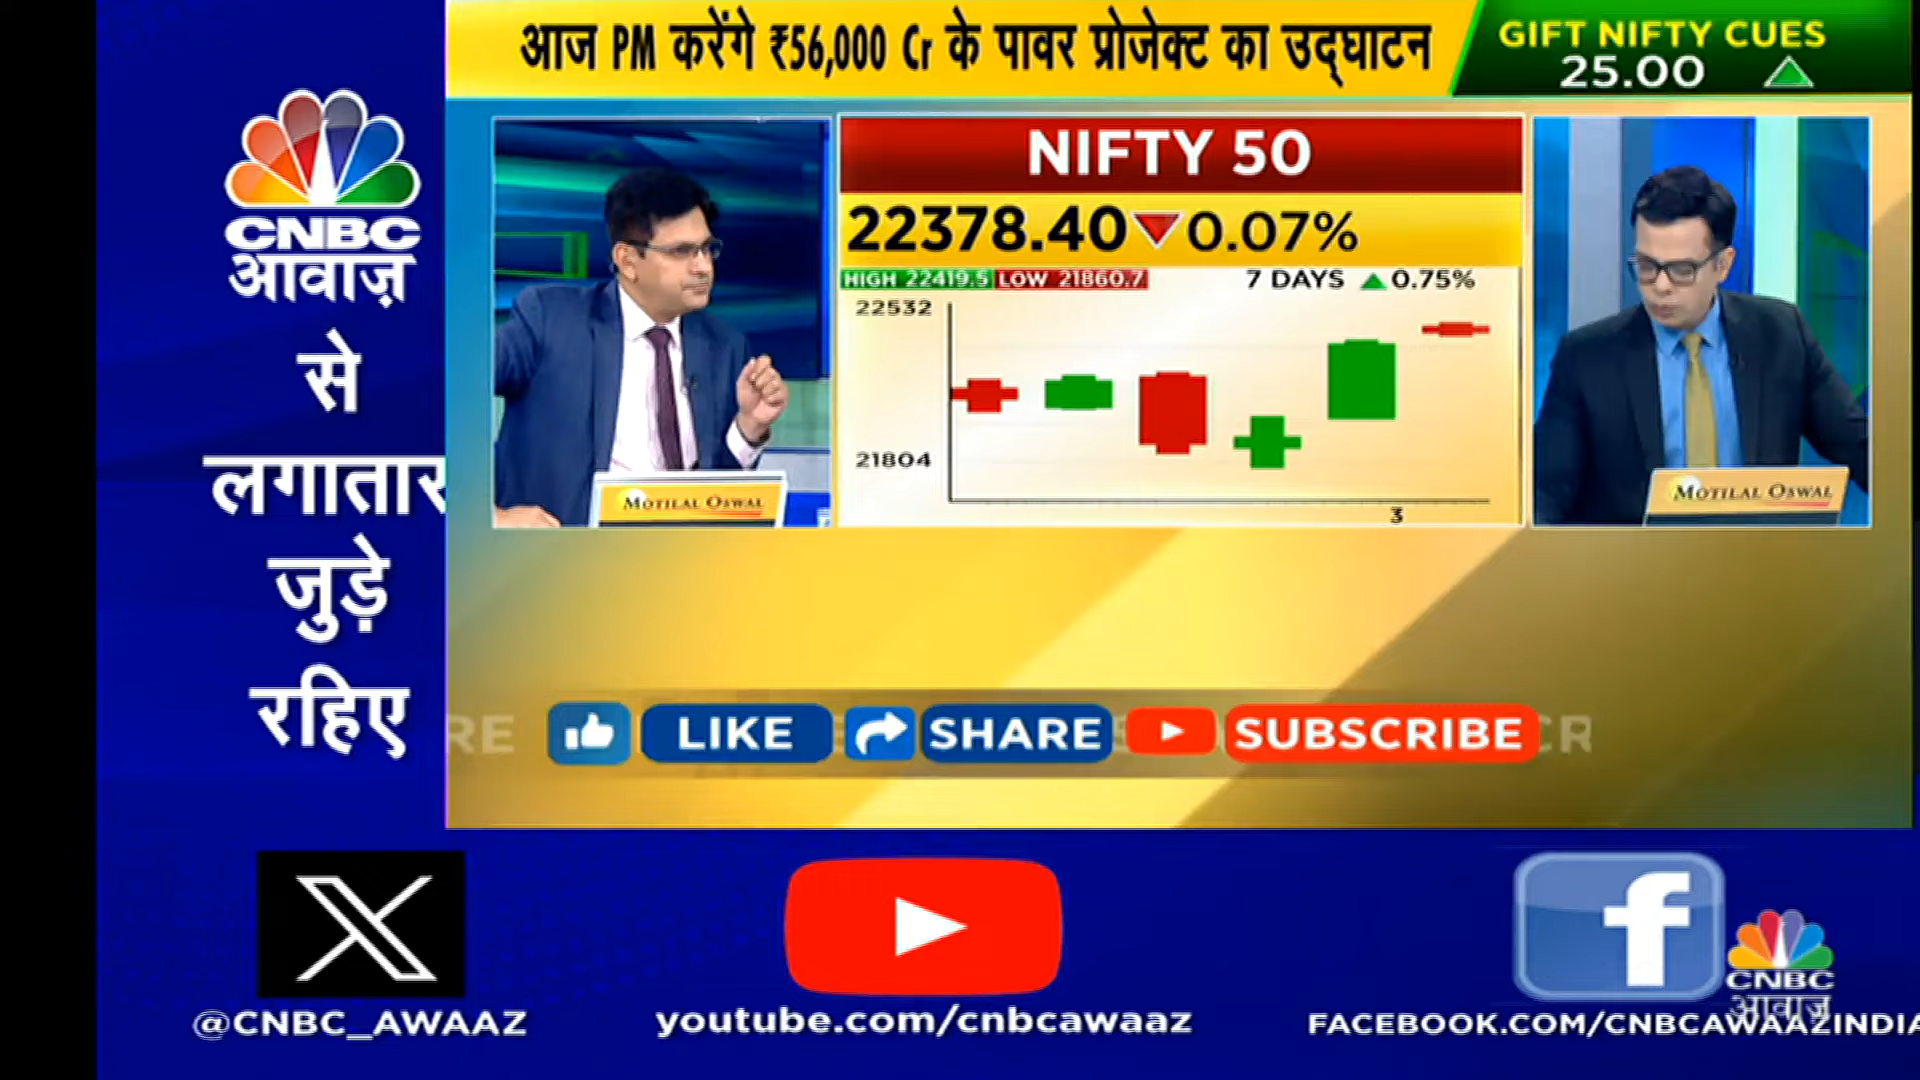 आज PM करेंगे ₹56,000 Cr के पावर प्रोजेक्ट का उद्घाटन
GIFT NIFTY CUES
25.00
CNBC
आवाज़
से
लगातार
जुड़े
रहिए
NIFTY 50
22378.40 0.07%
HIGH 22419.5 LOW 21860.7 7 DAYS 0.75%
22532
21804
3
MOTILAL OSWAL
MOTILAL OSWAL
LIKE SHARE SUBSCRIBE
@CNBC_AWAAZ
youtube.com/cnbcawaaz
FACEBOOK.COM/CNBCAWAAZINDIA
CNBC
आवाज़